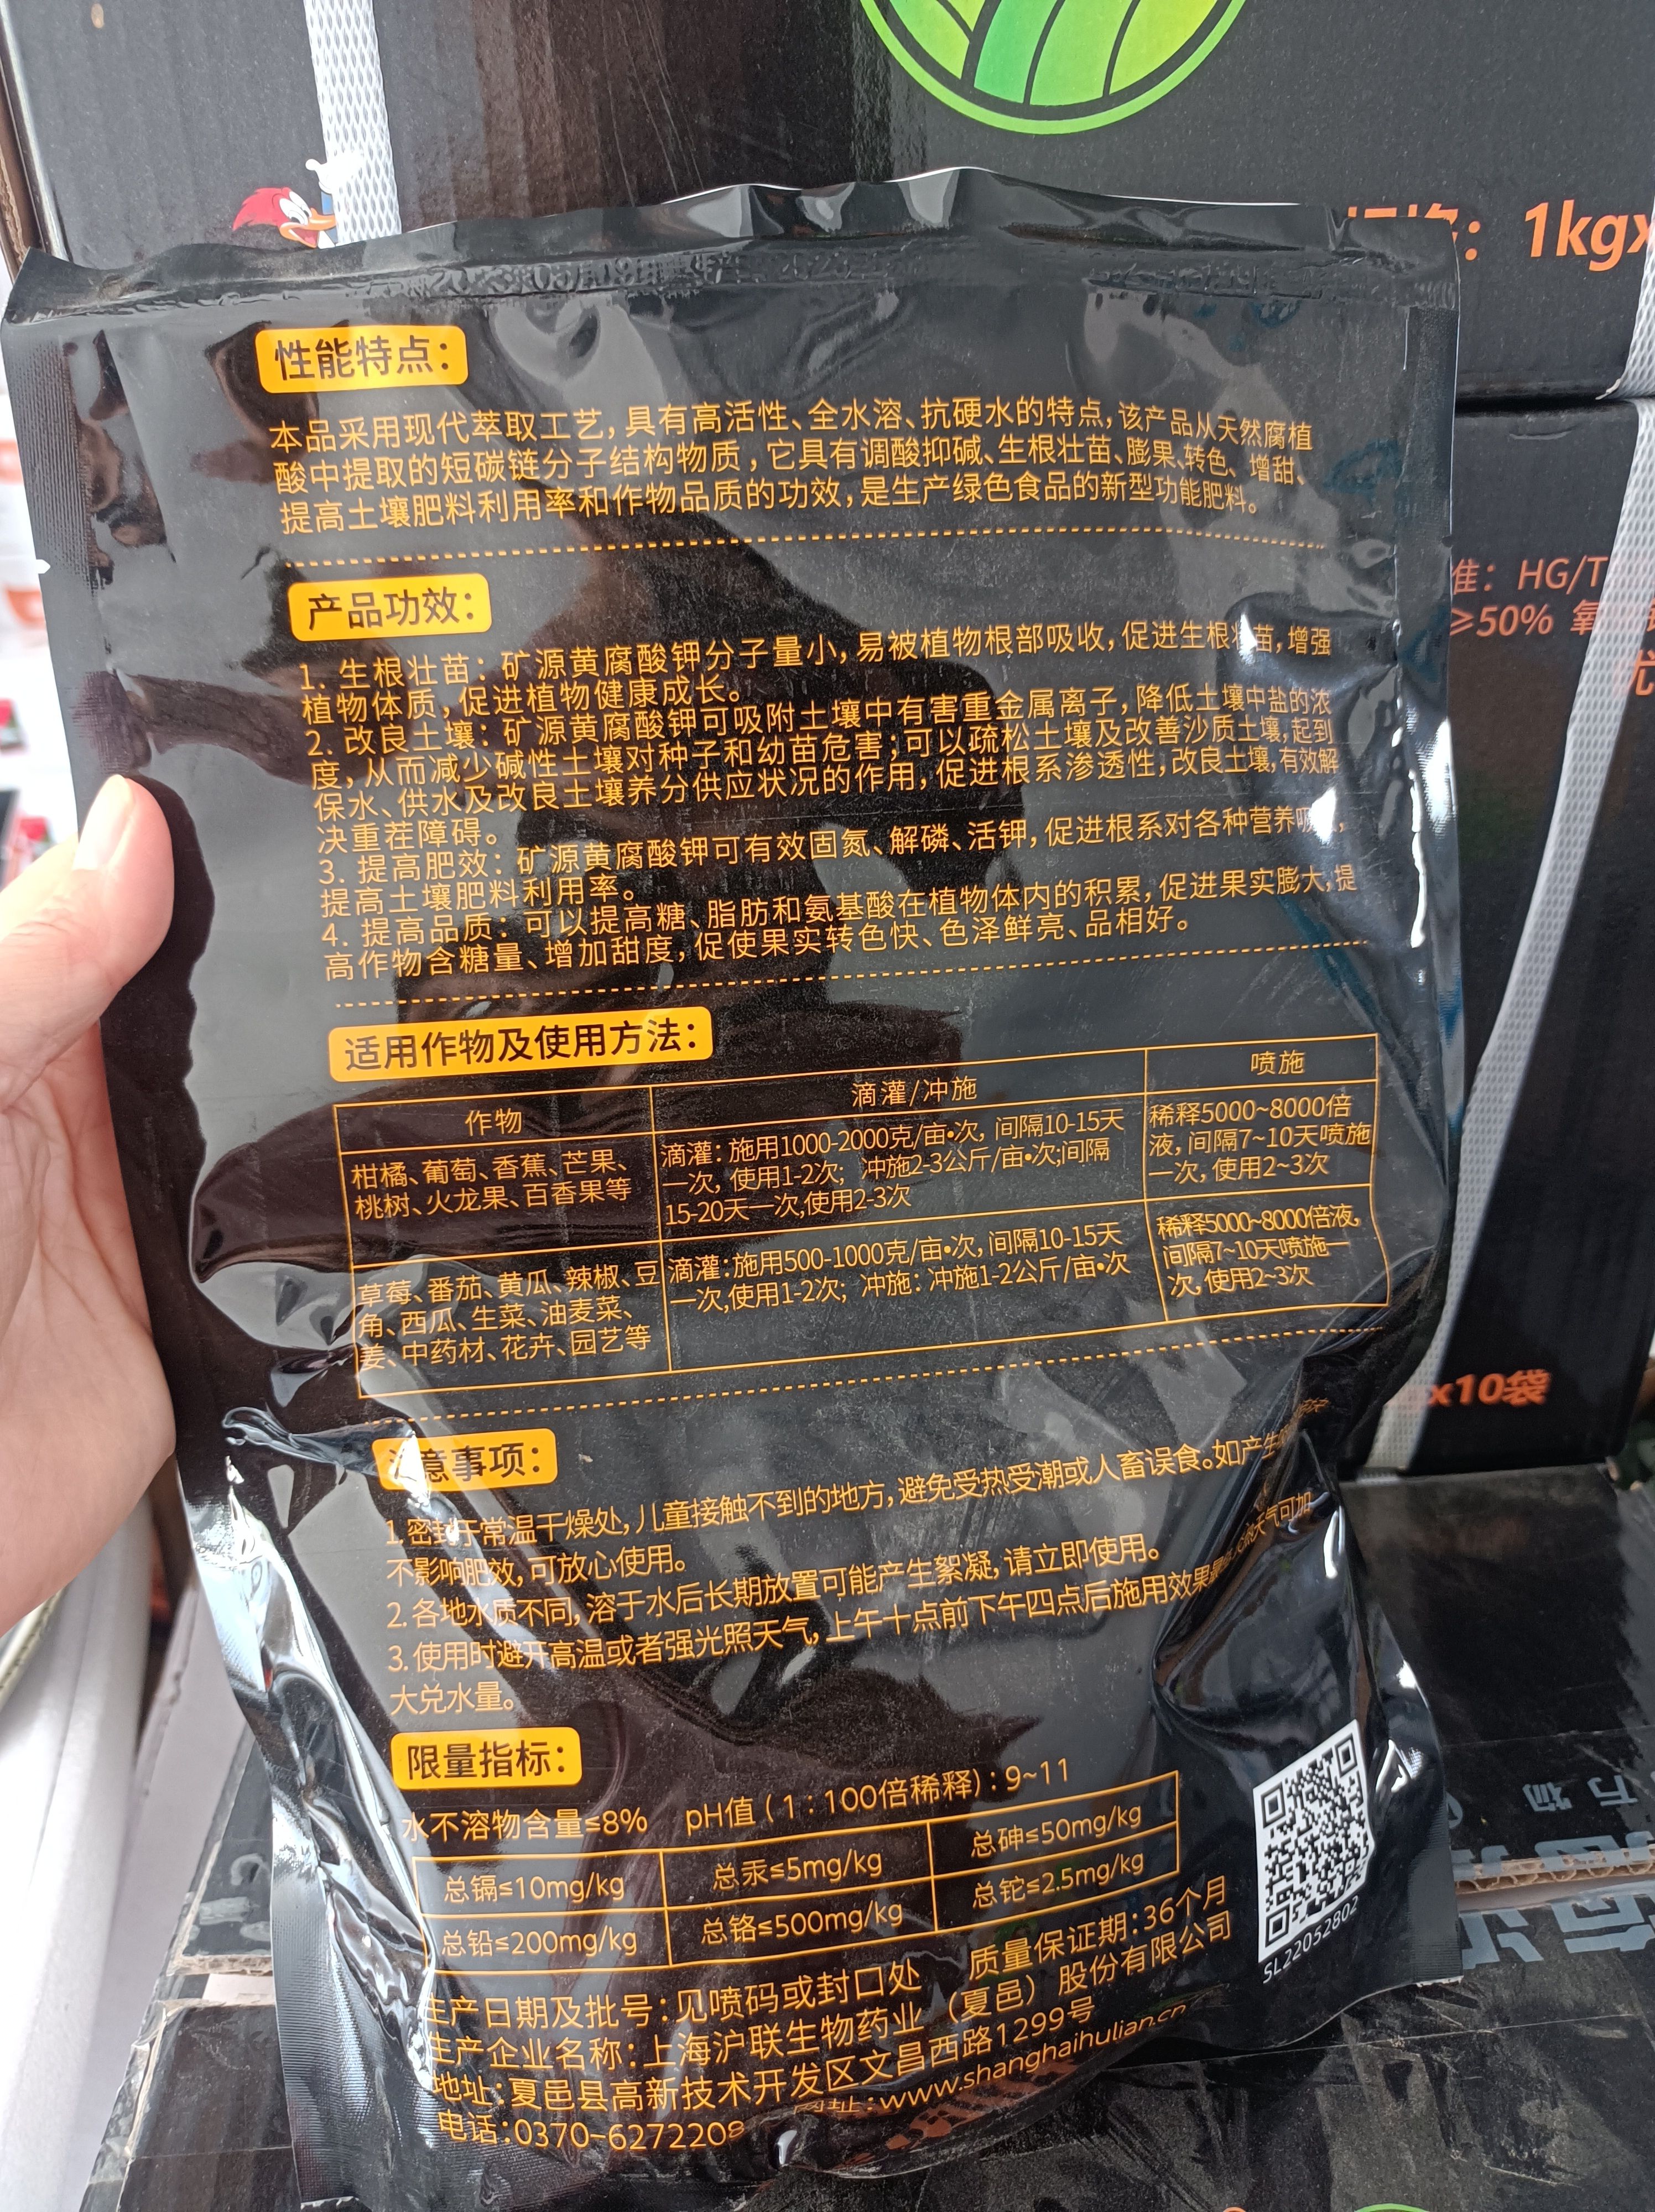 1kgx
准：HG/T
≥50% 氧
优
x10袋
性能特点：
本品采用现代萃取工艺，具有高活性、全水溶、抗硬水的特点，该产品从天然腐植
酸中提取的短碳链分子结构物质，它具有调酸抑碱、生根壮苗、膨果、转色、增甜、
提高土壤肥料利用率和作物品质的功效，是生产绿色食品的新型功能肥料。
产品功效：
1. 生根壮苗：矿源黄腐酸钾分子量小，易被植物根部吸收，促进生根壮苗，增强
植物体质，促进植物健康成长。
2. 改良土壤：矿源黄腐酸钾可吸附土壤中有害重金属离子，降低土壤中盐的浓
度，从而减少碱性土壤对种子和幼苗危害；可以疏松土壤及改善沙质土壤，起到
保水、供水及改良土壤养分供应状况的作用，促进根系渗透性，改良土壤，有效解
决重茬障碍。
3. 提高肥效：矿源黄腐酸钾可有效固氮、解磷、活钾，促进根系对各种营养吸
提高土壤肥料利用率。
4. 提高品质：可以提高糖、脂肪和氨基酸在植物体内的积累，促进果实膨大，提
高作物含糖量、增加甜度，促使果实转色快、色泽鲜亮、品相好。
适用作物及使用方法：
作物
滴灌/冲施
喷施
柑橘、葡萄、香蕉、芒果、
桃树、火龙果、百香果等
滴灌：施用1000-2000克/亩•次，间隔10-15天
一次，使用1-2次；冲施2-3公斤/亩•次;间隔
15-20天一次,使用2-3次
稀释5000~8000倍
液，间隔7~10天喷施
一次，使用2~3次
草莓、番茄、黄瓜、辣椒、豆
角、西瓜、生菜、油麦菜、
姜、中药材、花卉、园艺等
滴灌：施用500-1000克/亩•次，间隔10-15天
一次,使用1-2次；冲施：冲施1-2公斤/亩•次
稀释5000~8000倍液，
间隔7~10天喷施一
次，使用2~3次
注意事项：
1. 密封于常温干燥处，儿童接触不到的地方，避免受热受潮或人畜误食。如产生
不影响肥效，可放心使用。
2. 各地水质不同，溶于水后长期放置可能产生絮凝，请立即使用。
3. 使用时避开高温或者强光照天气，上午十点前下午四点后施用效果最 天气可加
大兑水量。
限量指标：
水不溶物含量≤8% pH值（1：100倍稀释）：9~11
总镉≤10mg/kg
总汞≤5mg/kg
总砷≤50mg/kg
总铅≤200mg/kg
总铬≤500mg/kg
总铊≤2.5mg/kg
生产日期及批号：见喷码或封口处 质量保证期：36个月
生产企业名称：上海沪联生物药业（夏邑）股份有限公司
地址：夏邑县高新技术开发区文昌西路1299号
电话：0370-6272208 网址：www.shanghaihulian.cn
SL22052802